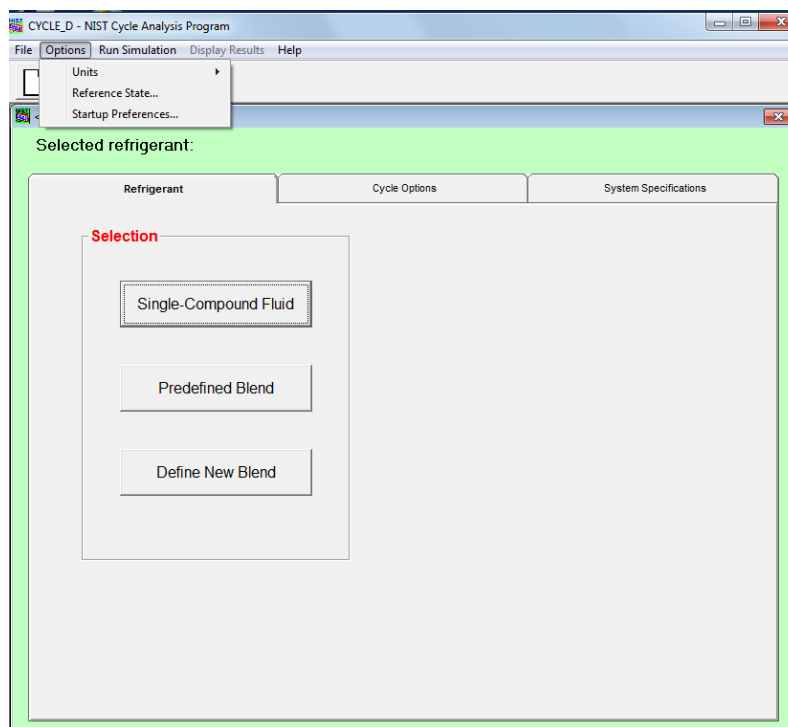 CYCLE_D - NIST Cycle Analysis Program
File Options Run Simulation Display Results Help
Units
Reference State...
Startup Preferences...
Selected refrigerant:
Refrigerant Cycle Options System Specifications
Selection
Single-Compound Fluid
Predefined Blend
Define New Blend